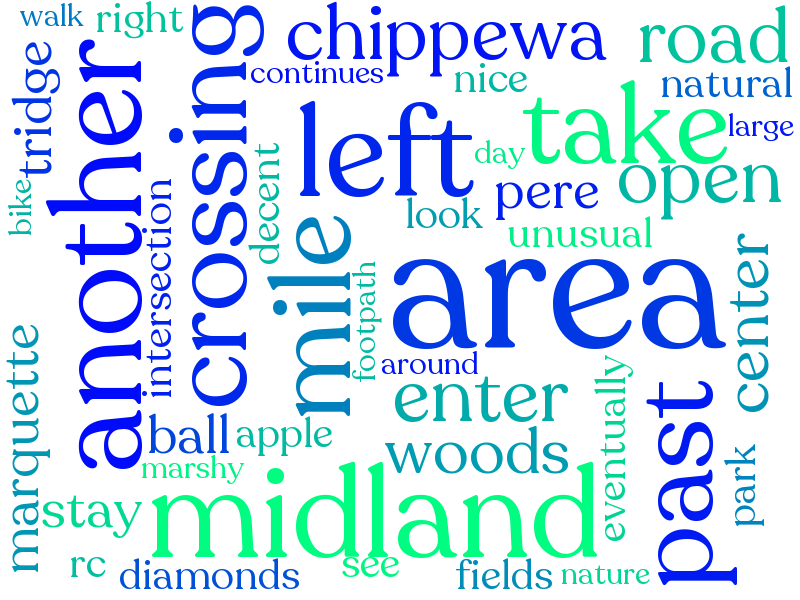 walk
right
crossing
chippewa
road
tridge
another
continues
nice
natural
left
take
large
day
decent
open
bike
intersection
pere
look
mile
unusual
area
center
footpath
around
marquette
enter
eventually
past
ball
apple
woods
marshy
midland
park
stay
rc
see
diamonds
fields
nature